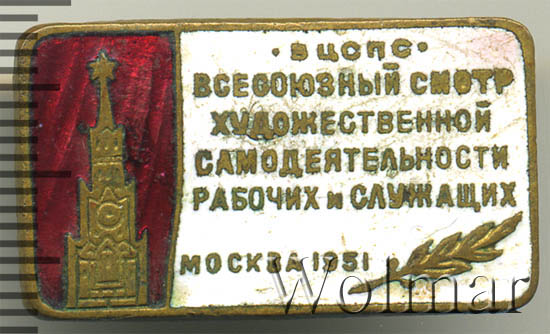 · ВЦСПС ·
ВСЕСОЮЗНЫЙ СМОТР
ХУДОЖЕСТВЕННОЙ
САМОДЕЯТЕЛЬНОСТИ
РАБОЧИХ и СЛУЖАЩИХ
МОСКВА 1951
Wolmar